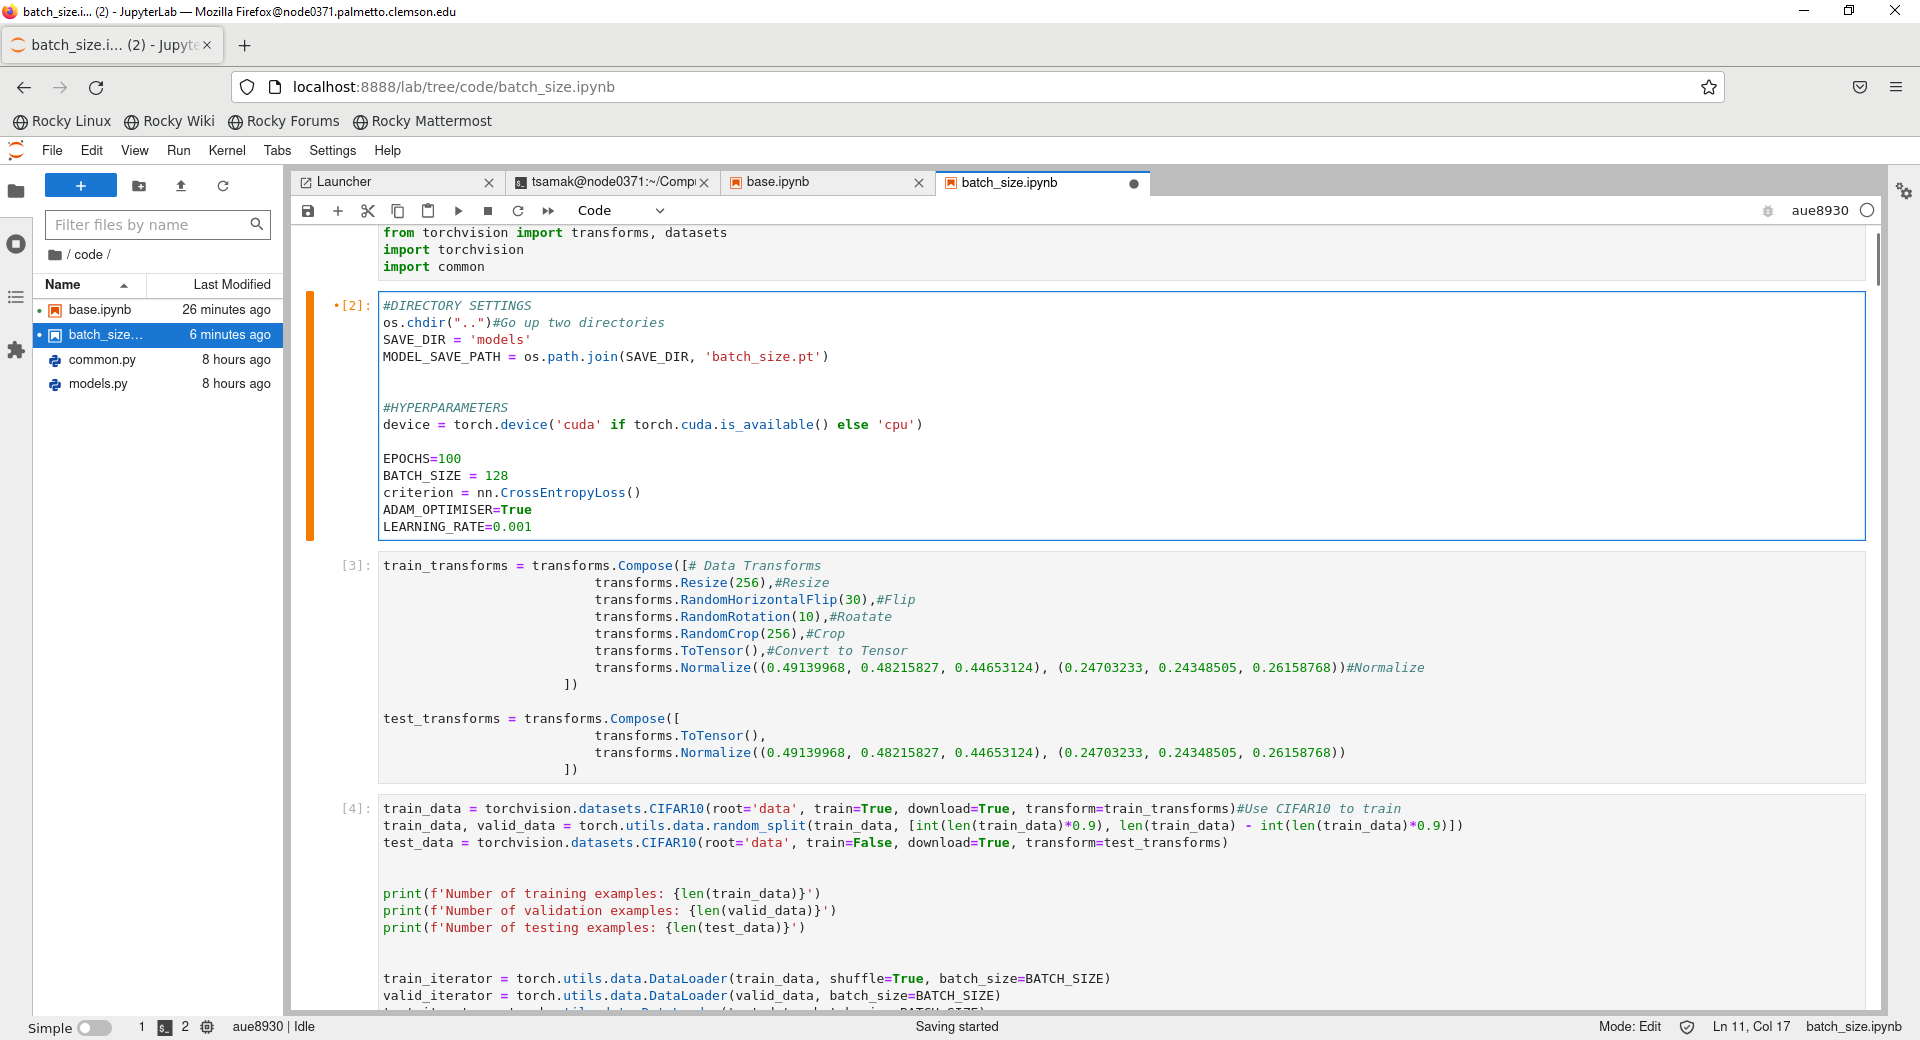 batch_size.i... (2) - JupyterLab — Mozilla Firefox@node0371.palmetto.clemson.edu
batch_size.i... (2) - Jupyte
localhost:8888/lab/tree/code/batch_size.ipynb
Rocky Linux Rocky Wiki Rocky Forums Rocky Mattermost
File Edit View Run Kernel Tabs Settings Help
Launcher tsamak@node0371:~/Comp base.ipynb batch_size.ipynb
Code aue8930
Filter files by name
/ code /
Name Last Modified
base.ipynb 26 minutes ago
batch_size... 6 minutes ago
common.py 8 hours ago
models.py 8 hours ago
from torchvision import transforms, datasets
import torchvision
import common
[2]:
#DIRECTORY SETTINGS
os.chdir("..")#Go up two directories
SAVE_DIR = 'models'
MODEL_SAVE_PATH = os.path.join(SAVE_DIR, 'batch_size.pt')
#HYPERPARAMETERS
device = torch.device('cuda' if torch.cuda.is_available() else 'cpu')
EPOCHS=100
BATCH_SIZE = 128
criterion = nn.CrossEntropyLoss()
ADAM_OPTIMISER=True
LEARNING_RATE=0.001
[3]:
train_transforms = transforms.Compose([# Data Transforms
transforms.Resize(256),#Resize
transforms.RandomHorizontalFlip(30),#Flip
transforms.RandomRotation(10),#Roatate
transforms.RandomCrop(256),#Crop
transforms.ToTensor(),#Convert to Tensor
transforms.Normalize((0.49139968, 0.48215827, 0.44653124), (0.24703233, 0.24348505, 0.26158768))#Normalize
])
test_transforms = transforms.Compose([
transforms.ToTensor(),
transforms.Normalize((0.49139968, 0.48215827, 0.44653124), (0.24703233, 0.24348505, 0.26158768))
])
[4]:
train_data = torchvision.datasets.CIFAR10(root='data', train=True, download=True, transform=train_transforms)#Use CIFAR10 to train
train_data, valid_data = torch.utils.data.random_split(train_data, [int(len(train_data)*0.9), len(train_data) - int(len(train_data)*0.9)])
test_data = torchvision.datasets.CIFAR10(root='data', train=False, download=True, transform=test_transforms)
print(f'Number of training examples: {len(train_data)}')
print(f'Number of validation examples: {len(valid_data)}')
print(f'Number of testing examples: {len(test_data)}')
train_iterator = torch.utils.data.DataLoader(train_data, shuffle=True, batch_size=BATCH_SIZE)
valid_iterator = torch.utils.data.DataLoader(valid_data, batch_size=BATCH_SIZE)
Simple 1 2 aue8930 | Idle Saving started Mode: Edit Ln 11, Col 17 batch_size.ipynb